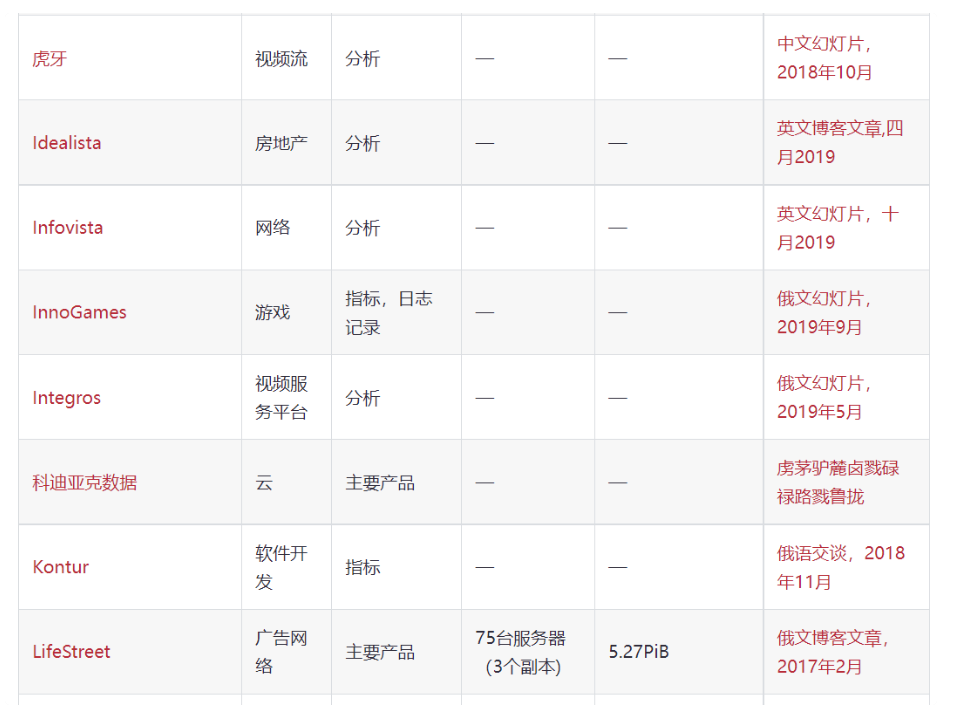 虎牙 视频流 分析 — — 中文幻灯片,
2018年10月
Idealista 房地产 分析 — — 英文博客文章,四
月2019
Infovista 网络 分析 — — 英文幻灯片，十
月2019
InnoGames 游戏 指标，日志
记录 — — 俄文幻灯片,
2019年9月
Integros 视频服
务平台 分析 — — 俄文幻灯片,
2019年5月
科迪亚克数据 云 主要产品 — — 虏茅驴麓卤戮碌
禄路戮鲁拢
Kontur 软件开
发 指标 — — 俄语交谈，2018
年11月
LifeStreet 广告网
络 主要产品 75台服务器
(3个副本) 5.27PiB 俄文博客文章,
2017年2月